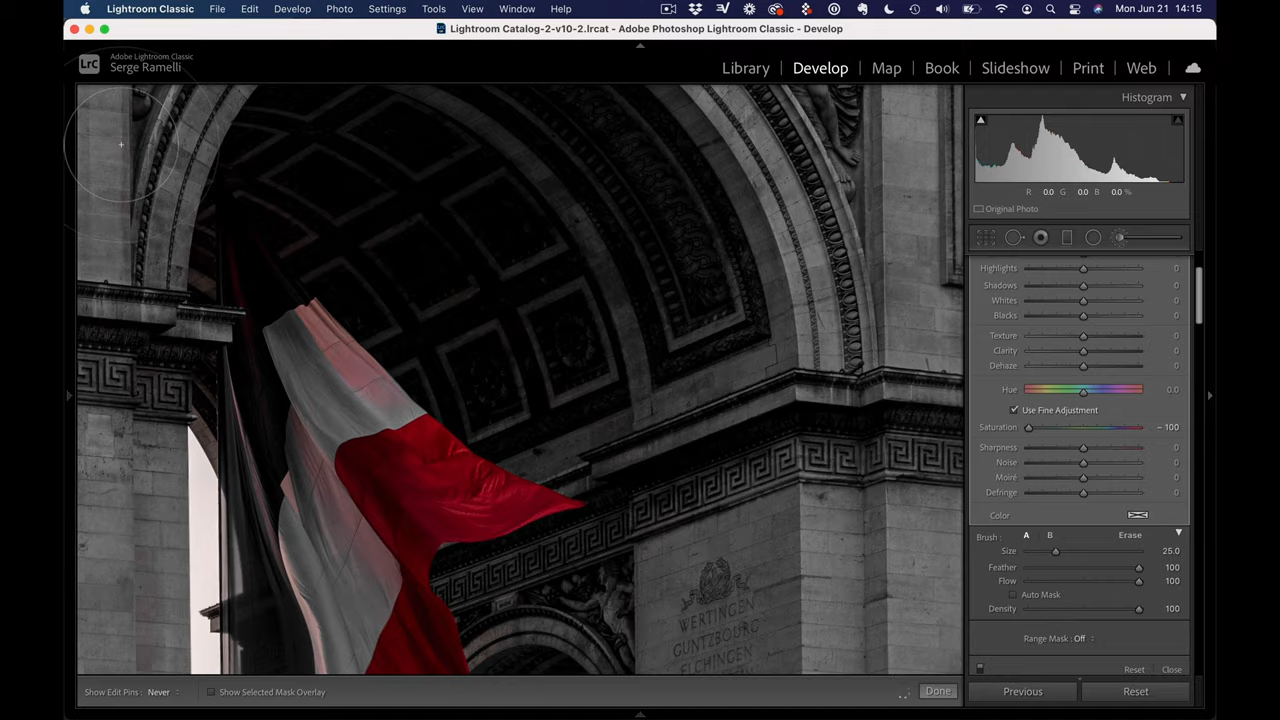 Lightroom Classic File Edit Develop Photo Settings Tools View Window Help Mon Jun 21 14:15
Lightroom Catalog-2-v10-2.lrcat - Adobe Photoshop Lightroom Classic - Develop
LrC
Adobe Lightroom Classic
Serge Ramelli
Library | Develop | Map | Book | Slideshow | Print | Web
Histogram
R 0.0 G 0.0 B 0.0 %
Original Photo
Highlights 0
Shadows 0
Whites 0
Blacks 0
Texture 0
Clarity 0
Dehaze 0
Hue 0.0
Use Fine Adjustment
Saturation – 100
Sharpness 0
Noise 0
Moiré 0
Defringe 0
Color
Brush : A B Erase
Size 25.0
Feather 100
Flow 100
Auto Mask
Density 100
Range Mask : Off
Reset Close
Previous Reset
WERTINGEN
GUNTZBOURG
ELCHINGEN
Show Edit Pins : Never Show Selected Mask Overlay Done